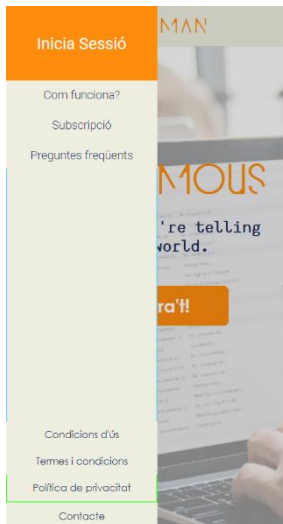 Inicia Sessió
MAN
Com funciona?
Subscripció
Preguntes freqüents
MOUS
're telling
world.
ra't!
Condicions d'ús
Termes i condicions
Política de privacitat
Contacte